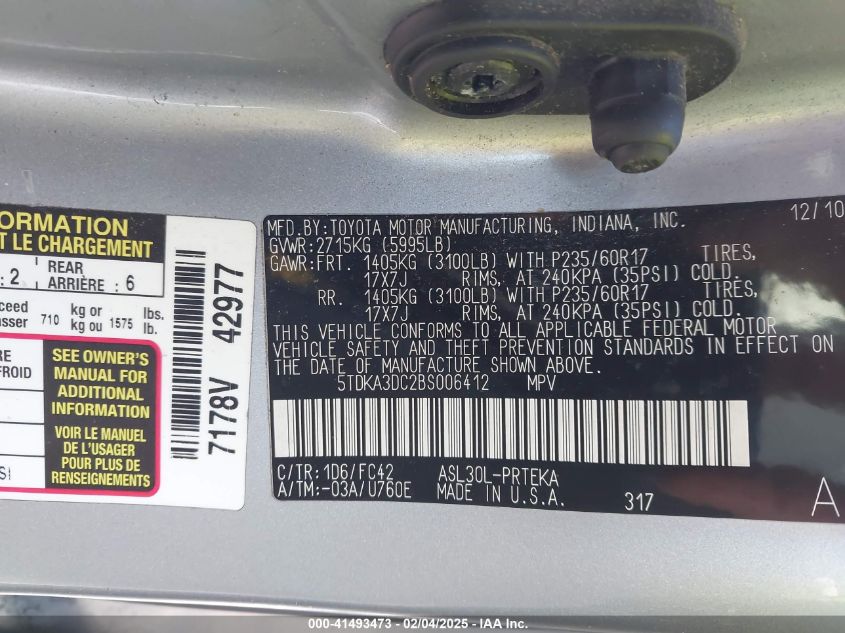 ORMATION
T LE CHARGEMENT
: 2 REAR ARRIÈRE : 6
710 kg or kg ou 1575 lbs. lb.
RE
FROID
SEE OWNER'S
MANUAL FOR
ADDITIONAL
INFORMATION
VOIR LE MANUEL
DE L'USAGER
POUR PLUS DE
RENSEIGNEMENTS
7178V 42977
MFD.BY:TOYOTA MOTOR MANUFACTURING, INDIANA, INC. 12/10
GVWR:2715KG (5995LB)
GAWR:FRT. 1405KG (3100LB) WITH P235/60R17 TIRES,
17X7J RIMS, AT 240KPA (35PSI) COLD.
RR. 1405KG (3100LB) WITH P235/60R17 TIRES,
17X7J RIMS, AT 240KPA (35PSI) COLD.
THIS VEHICLE CONFORMS TO ALL APPLICABLE FEDERAL MOTOR
VEHICLE SAFETY AND THEFT PREVENTION STANDARDS IN EFFECT ON
THE DATE OF MANUFACTURE SHOWN ABOVE.
5TDKA3DC2BS006412 MPV
C/TR:1D6/FC42 ASL30L-PRTEKA
A/TM:-03A/U760E MADE IN U.S.A. 317 A
000-41493473 - 02/04/2025 - IAA Inc.